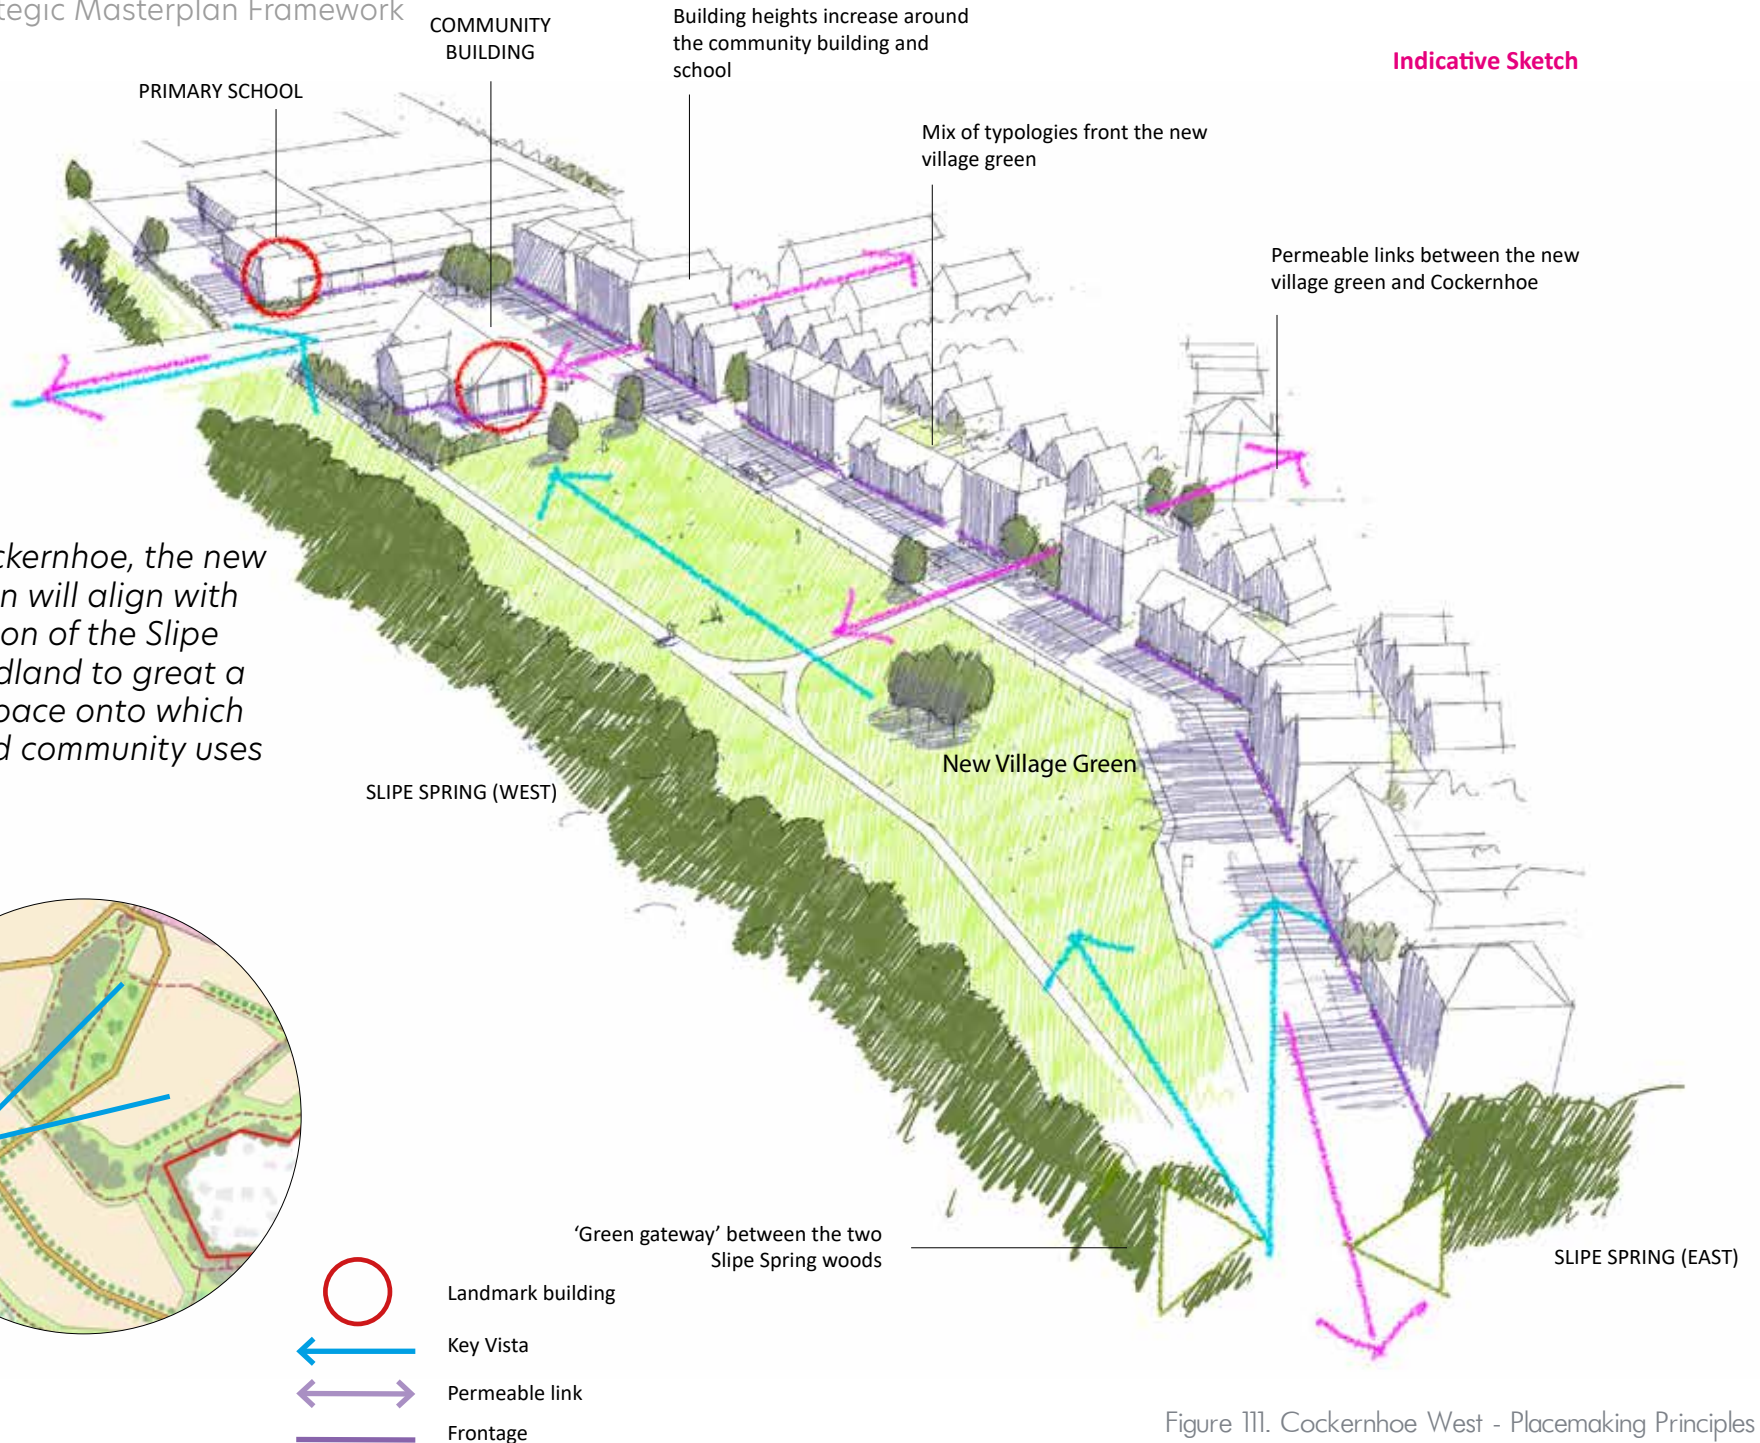 tegic Masterplan Framework
COMMUNITY
BUILDING
Building heights increase around
the community building and
school
Indicative Sketch
PRIMARY SCHOOL
Mix of typologies front the new
village green
Permeable links between the new
village green and Cockernhoe
ckernhoe, the new
n will align with
ion of the Slipe
dland to great a
pace onto which
d community uses
New Village Green
SLIPE SPRING (WEST)
‘Green gateway’ between the two
Slipe Spring woods
SLIPE SPRING (EAST)
Landmark building
Key Vista
Permeable link
Frontage
Figure 111. Cockernhoe West - Placemaking Principles